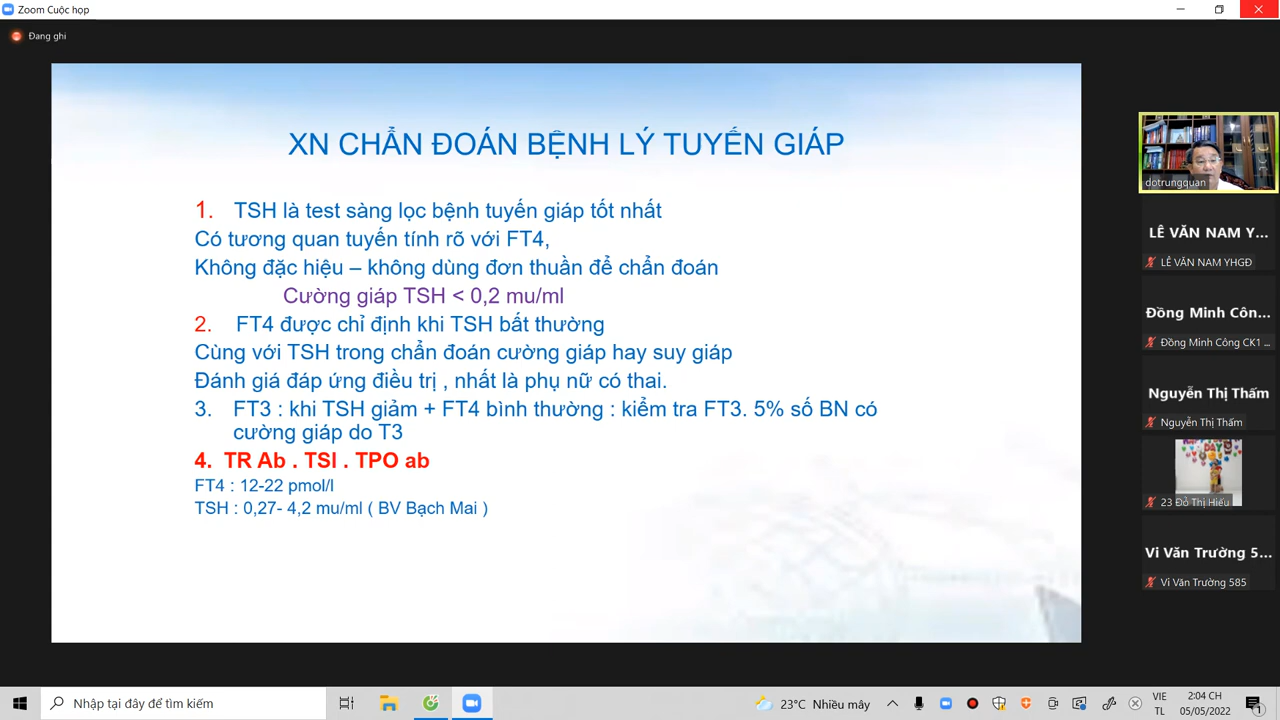 Zoom Cuộc họp
Đang ghi
XN CHẨN ĐOÁN BỆNH LÝ TUYẾN GIÁP
1. TSH là test sàng lọc bệnh tuyến giáp tốt nhất
Có tương quan tuyến tính rõ với FT4,
Không đặc hiệu – không dùng đơn thuần để chẩn đoán
Cường giáp TSH < 0,2 mu/ml
2. FT4 được chỉ định khi TSH bất thường
Cùng với TSH trong chẩn đoán cường giáp hay suy giáp
Đánh giá đáp ứng điều trị , nhất là phụ nữ có thai.
3. FT3 : khi TSH giảm + FT4 bình thường : kiểm tra FT3. 5% số BN có
cường giáp do T3
4. TR Ab . TSI . TPO ab
FT4 : 12-22 pmol/l
TSH : 0,27- 4,2 mu/ml ( BV Bạch Mai )
dotrungquan
LÊ VĂN NAM Y...
LÊ VĂN NAM YHGĐ
Đồng Minh Côn...
Đồng Minh Công CK1 ...
Nguyễn Thị Thấm
Nguyễn Thị Thấm
23 Đỗ Thị Hiếu
Vi Văn Trường 5...
Vi Văn Trường 585
Nhập tại đây để tìm kiếm
23°C Nhiều mây
VIE
TL
2:04 CH
05/05/2022
1